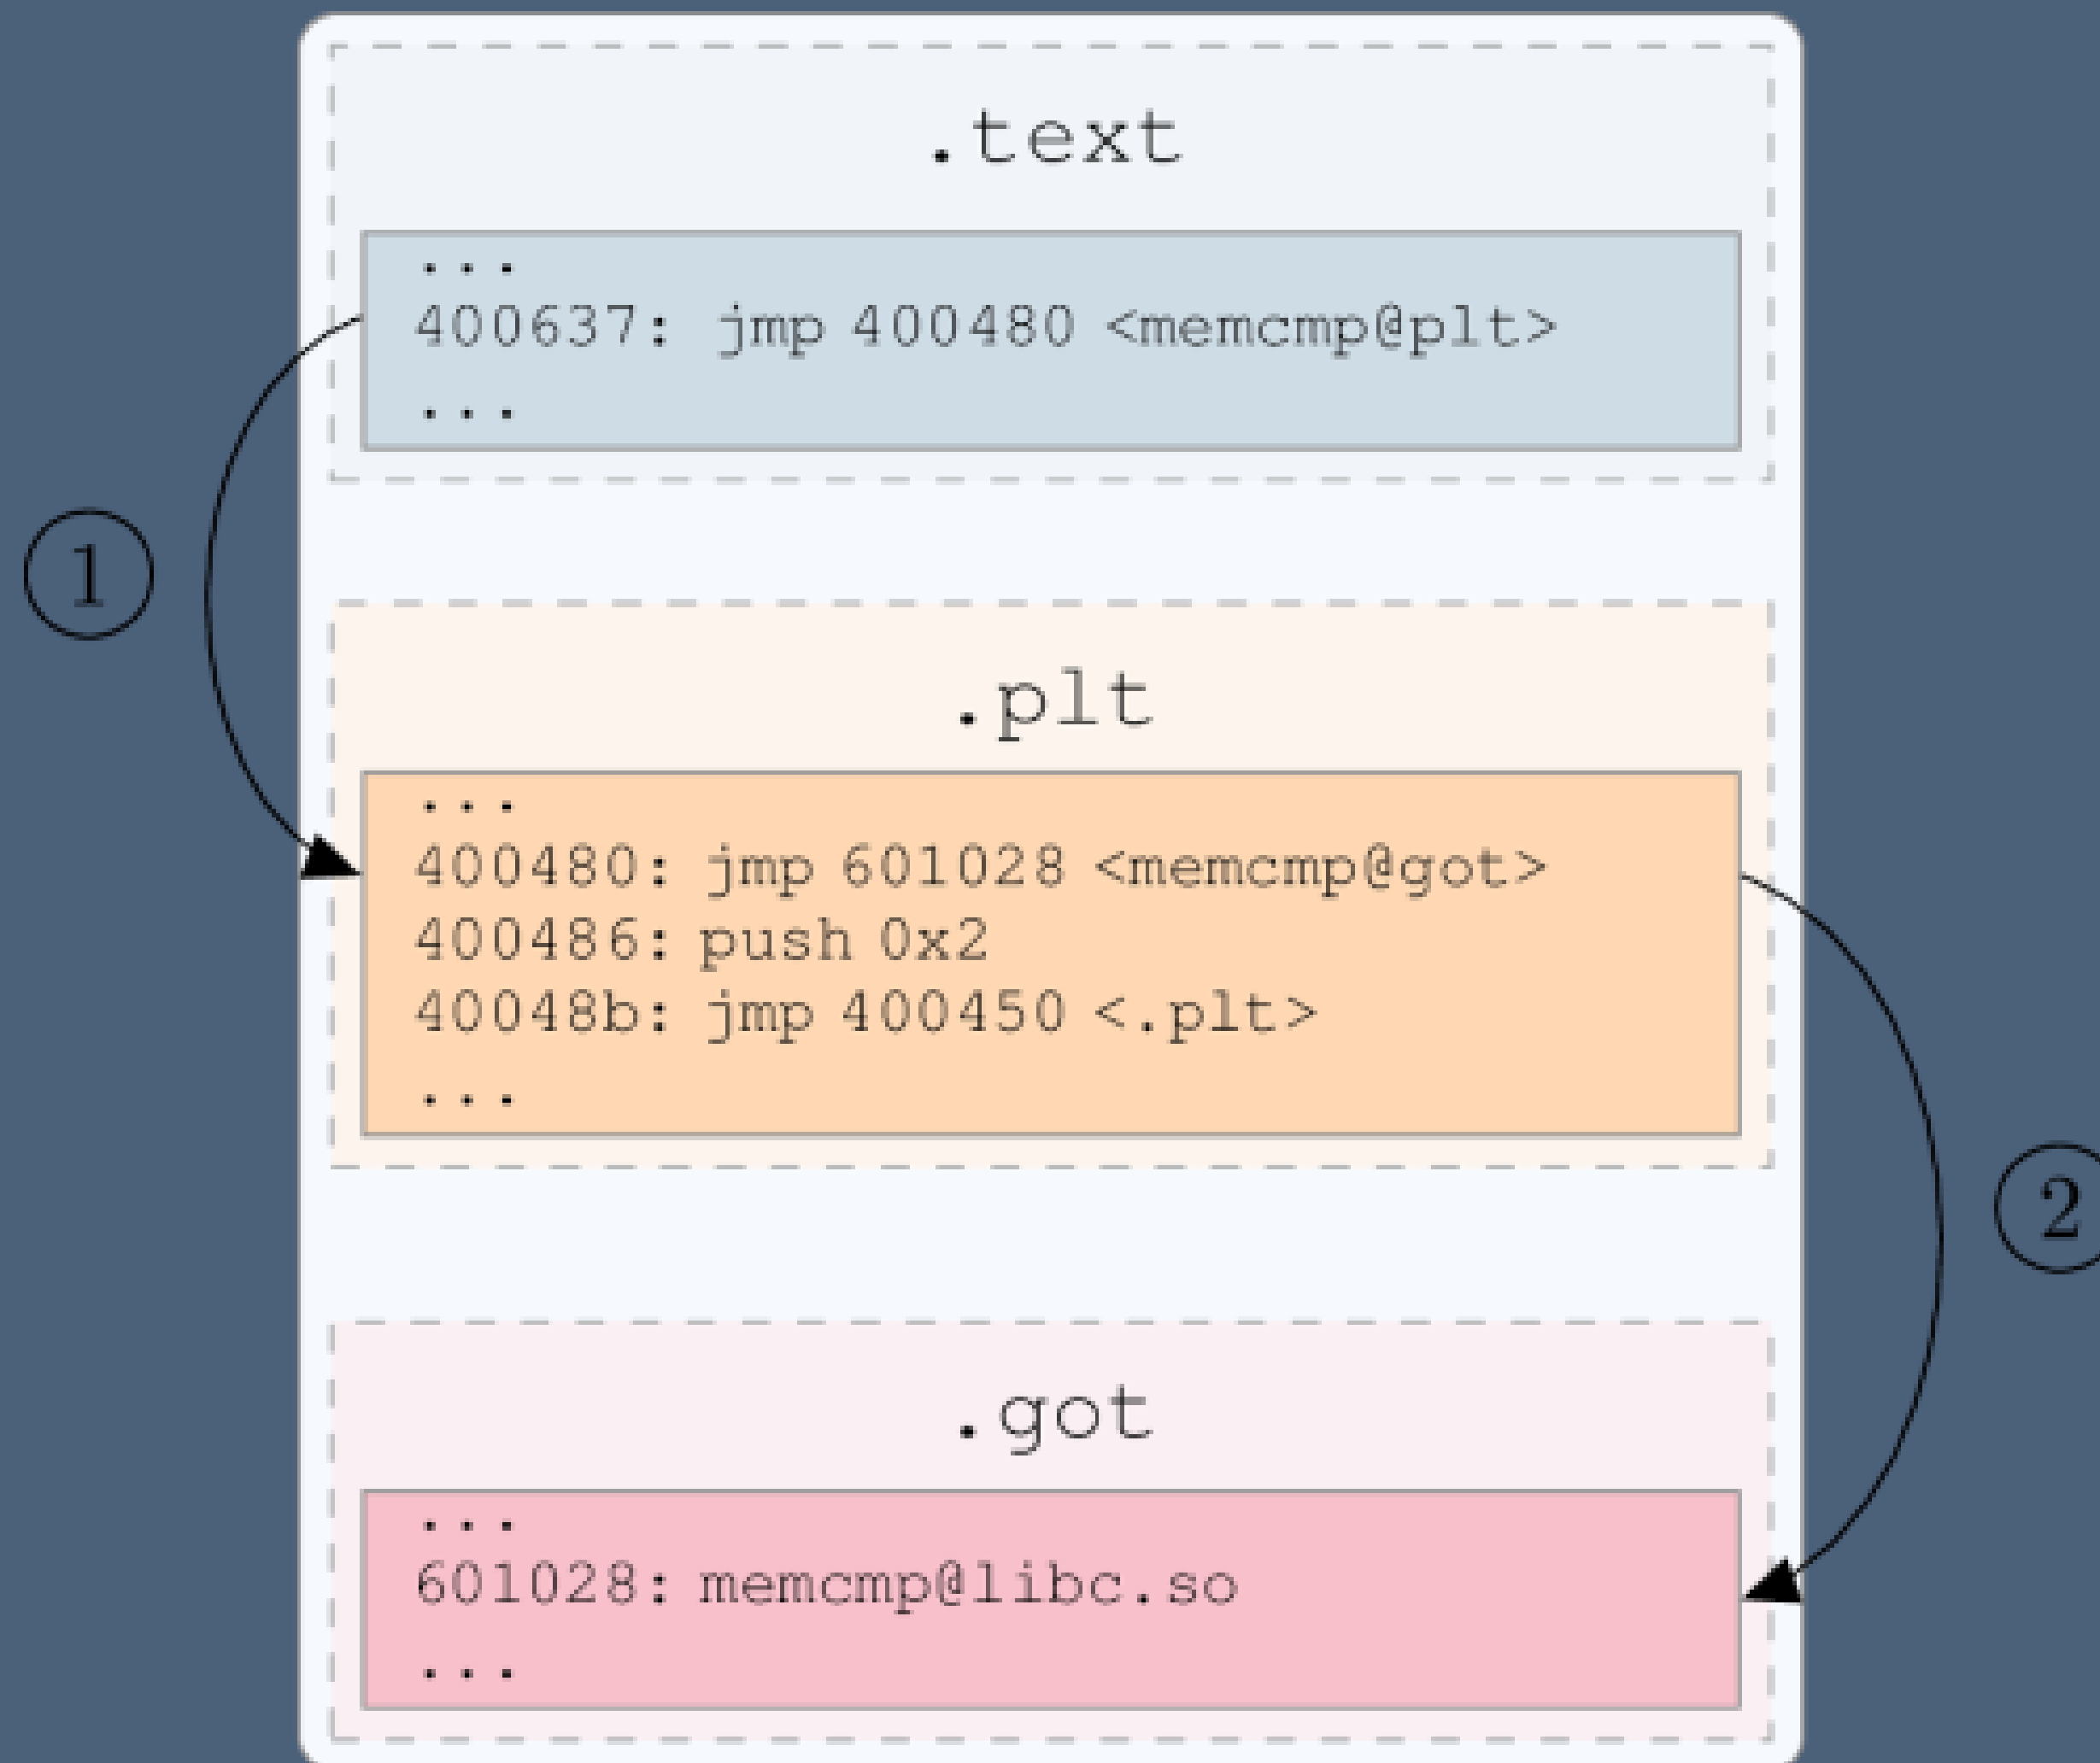 .text
...
400637: jmp 400480 <memcmp@plt>
...
1
.plt
...
400480: jmp 601028 <memcmp@got>
400486: push 0x2
40048b: jmp 400450 <.plt>
...
2
.got
...
601028: memcmp@libc.so
...